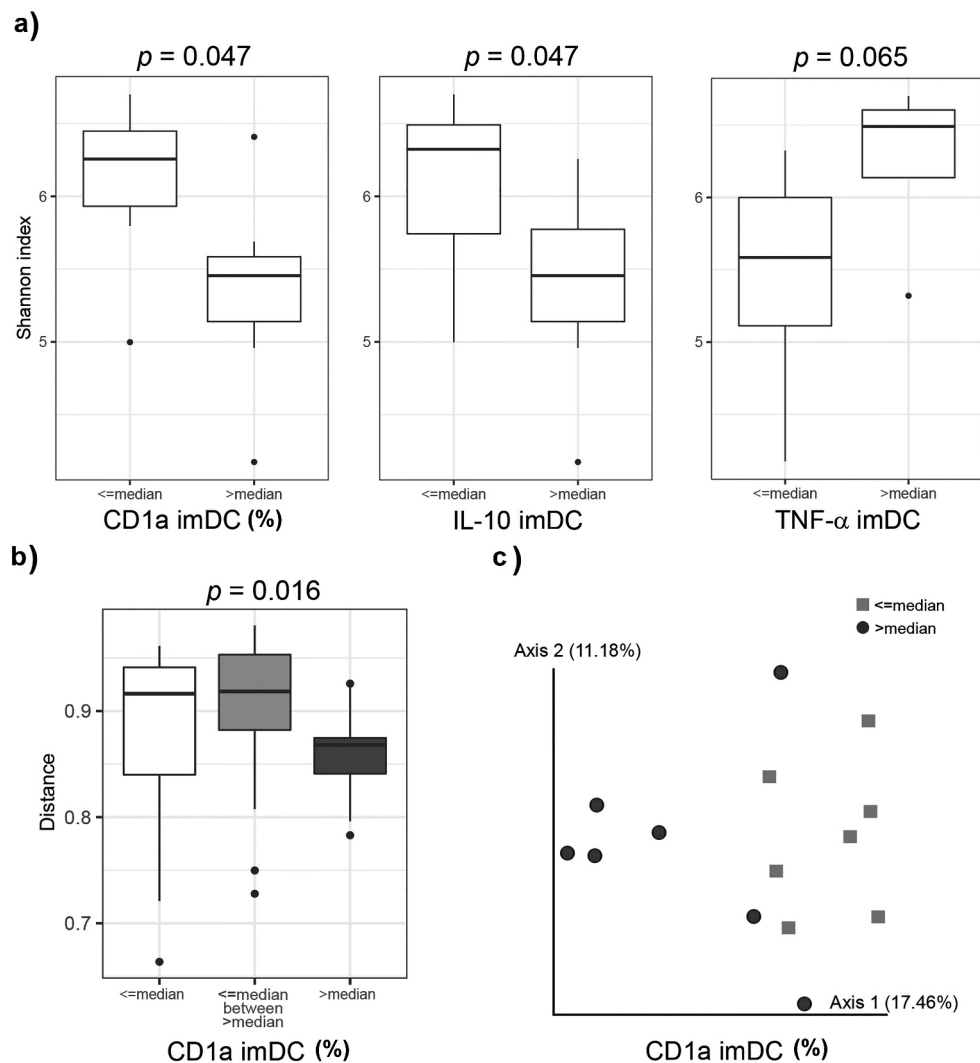 a)
p = 0.047
p = 0.047
p = 0.065
Shannon index
6
5
6
5
6
5
<=median
>median
<=median
>median
<=median
>median
CD1a imDC (%)
IL-10 imDC
TNF-α imDC
b)
p = 0.016
Distance
0.9
0.8
0.7
<=median
<=median
between
>median
>median
CD1a imDC (%)
c)
<=median
>median
Axis 2 (11.18%)
Axis 1 (17.46%)
CD1a imDC (%)